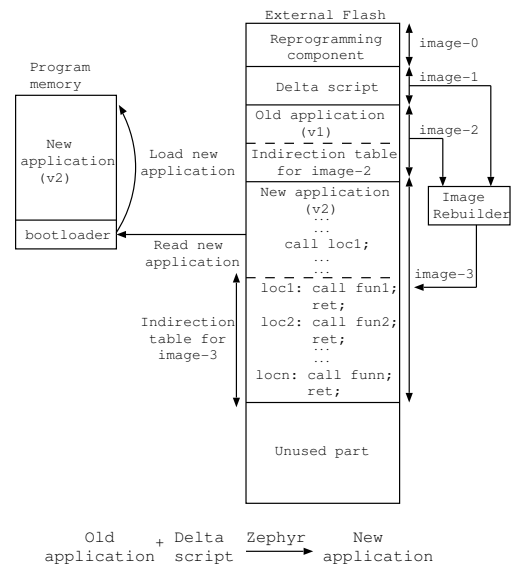 External Flash
Reprogramming
component
image-0
Delta script
image-1
Old application
(v1)
Indirection table
for image-2
image-2
Program
memory
New
application
(v2)
bootloader
Load new
application
Read new
application
New application
(v2)
...
...
call loc1;
...
...
Image
Rebuilder
image-3
Indirection
table for
image-3
loc1: call fun1;
ret;
loc2: call fun2;
ret;
...
...
locn: call funn;
ret;
Unused part
Old
application
+
Delta
script
Zephyr
New
application